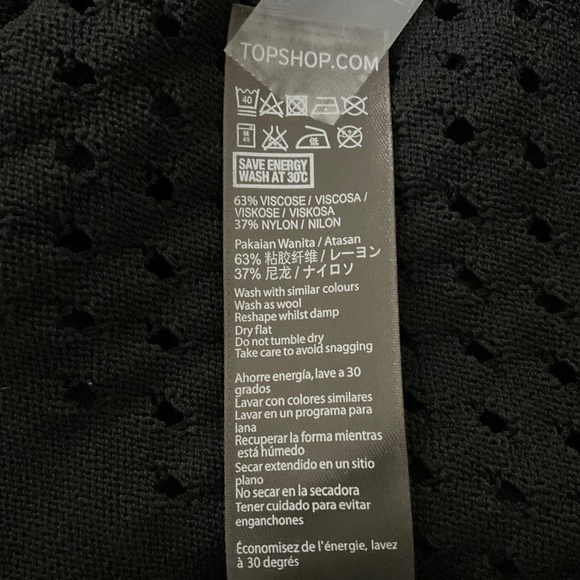 TOPSHOP.COM
40
40
低
SAVE ENERGY
WASH AT 30℃
63% VISCOSE / VISCOSA /
VISKOSE / VISKOSA
37% NYLON / NILON
Pakaian Wanita / Atasan
63% 粘胶纤维 / レーヨン
37% 尼龙 / ナイロソ
Wash with similar colours
Wash as wool
Reshape whilst damp
Dry flat
Do not tumble dry
Take care to avoid snagging
Ahorre energía, lave a 30
grados
Lavar con colores similares
Lavar en un programa para
lana
Recuperar la forma mientras
está húmedo
Secar extendido en un sitio
plano
No secar en la secadora
Tener cuidado para evitar
enganchones
Économisez de l'énergie, lavez
à 30 degrés